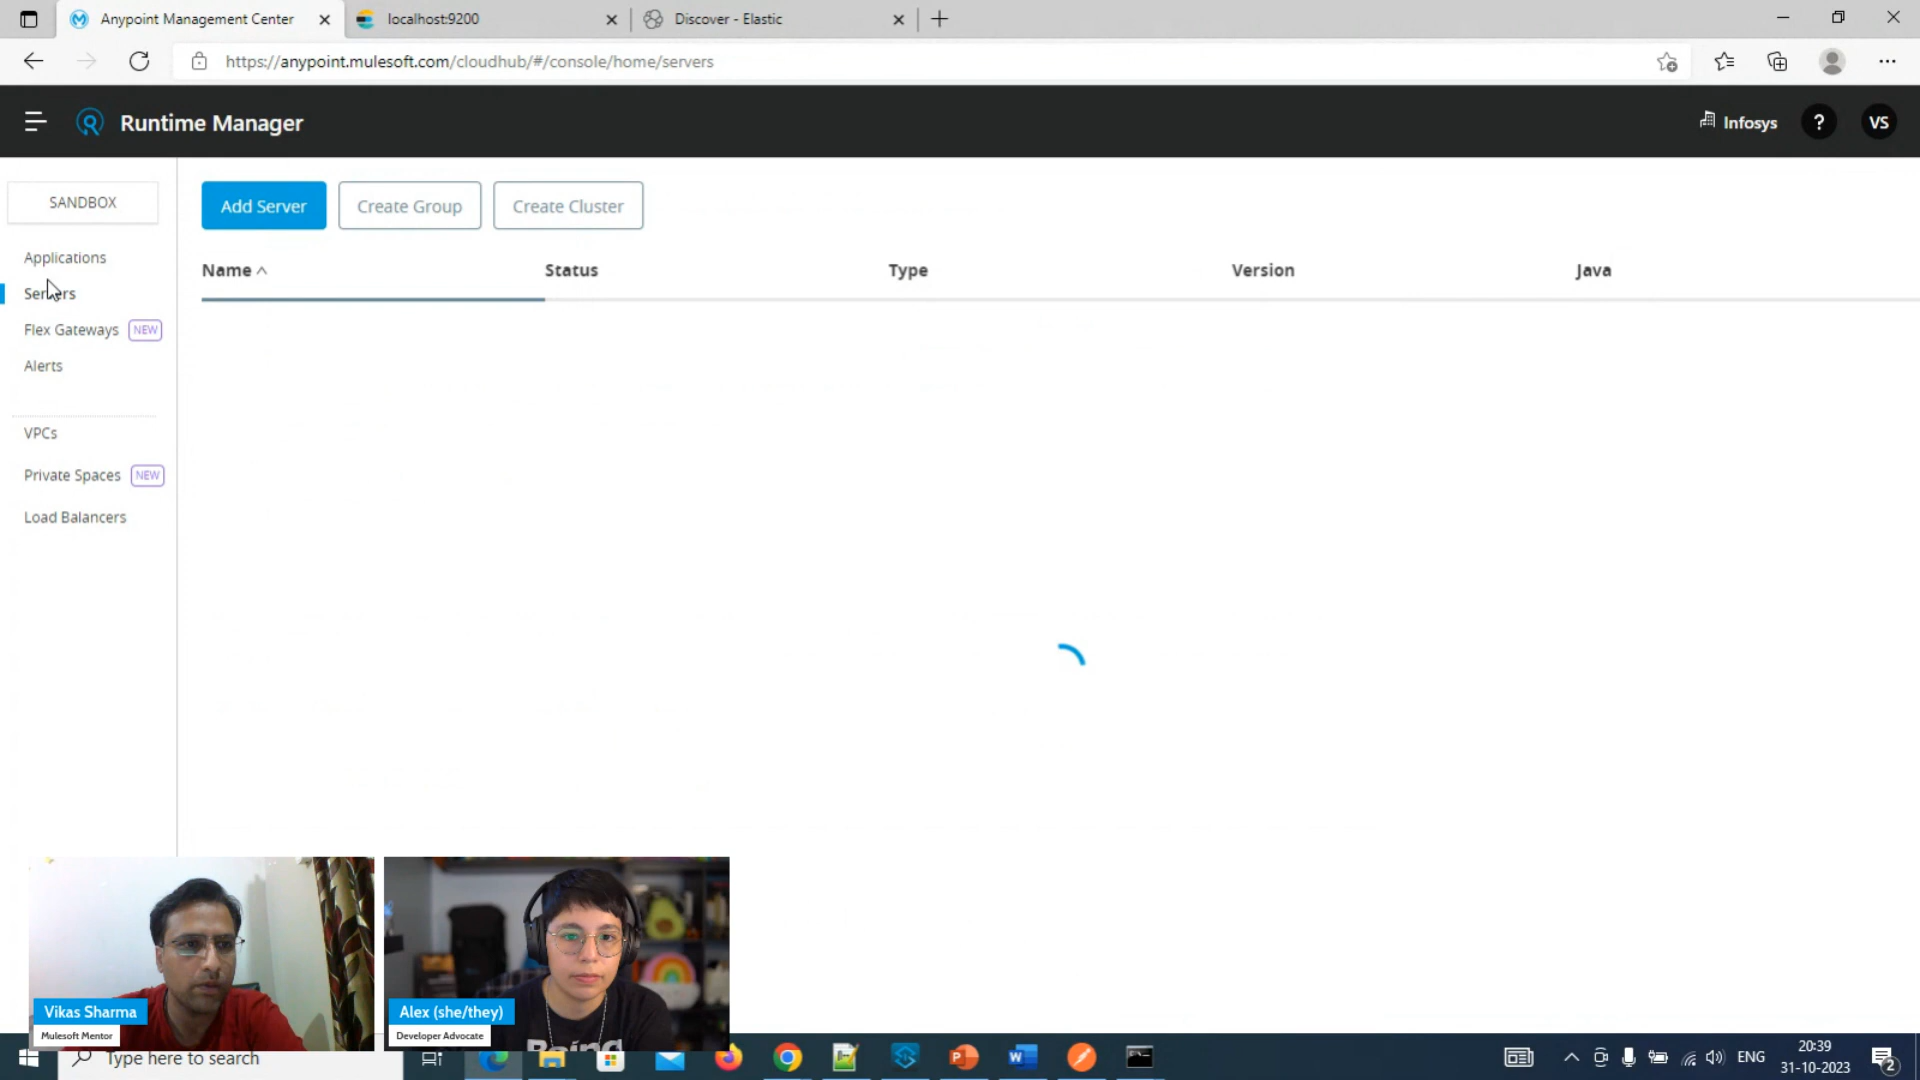 Anypoint Management Center
localhost:9200
Discover - Elastic
https://anypoint.mulesoft.com/cloudhub/#/console/home/servers
Runtime Manager
Infosys
?
VS
SANDBOX
Add Server
Create Group
Create Cluster
Applications
Servers
Flex Gateways NEW
Alerts
VPCs
Private Spaces NEW
Load Balancers
Name
Status
Type
Version
Java
Vikas Sharma
Mulesoft Mentor
Alex (she/they)
Developer Advocate
Being
Type here to search
ENG
20:39
31-10-2023
2